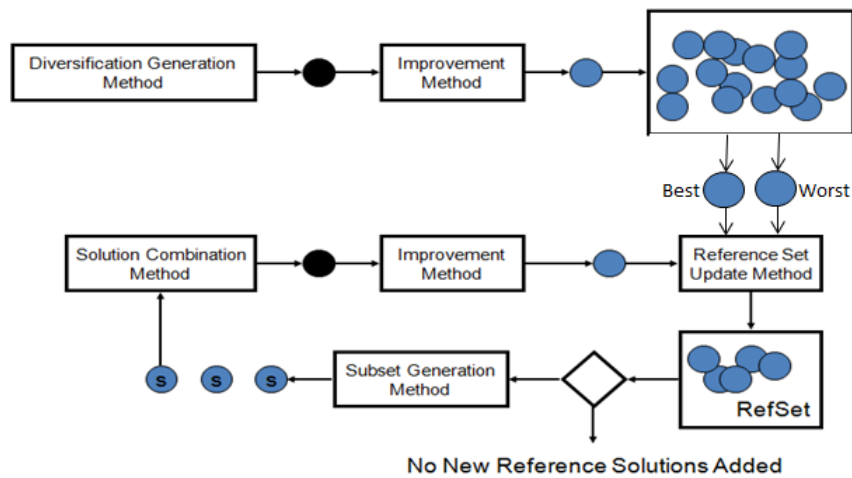 Diversification Generation
Method
Improvement
Method
Best
Worst
Solution Combination
Method
Improvement
Method
Reference Set
Update Method
s
s
s
Subset Generation
Method
RefSet
No New Reference Solutions Added